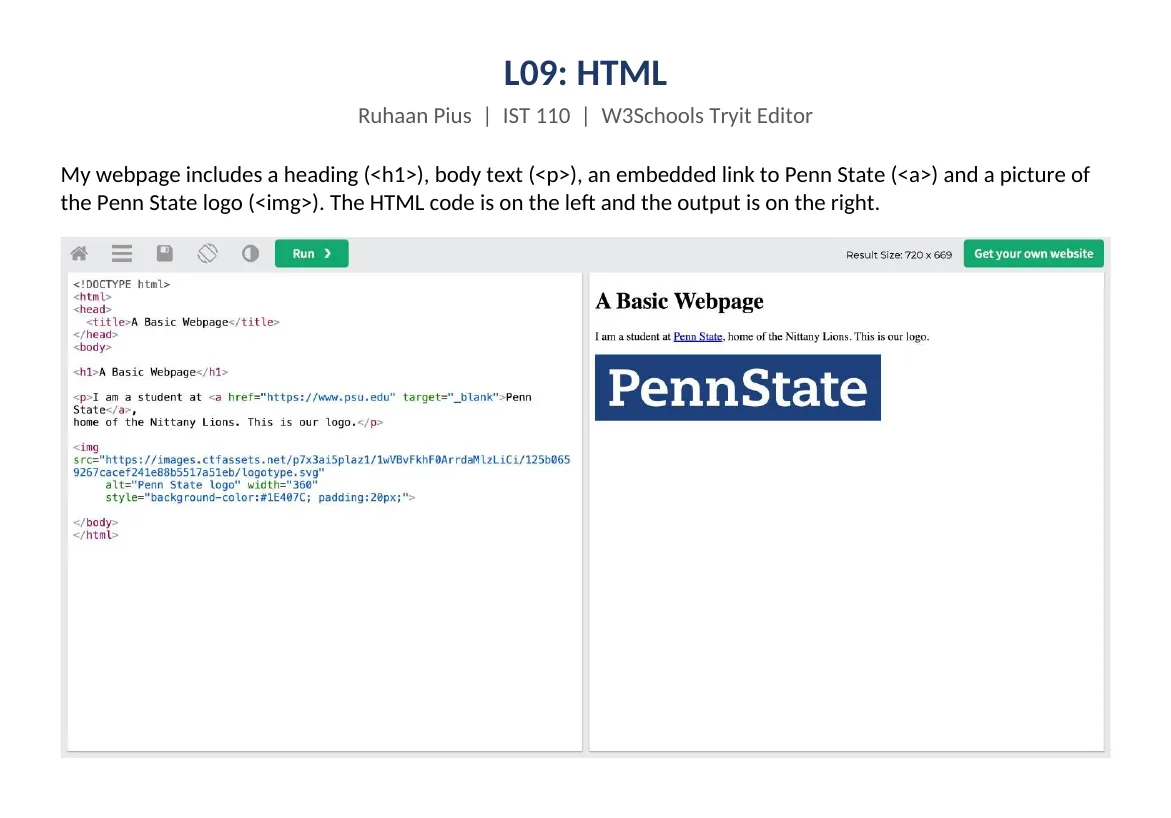 L09: HTML
Ruhaan Pius | IST 110 | W3Schools Tryit Editor
My webpage includes a heading (<h1>), body text (<p>), an embedded link to Penn State (<a>) and a picture of
the Penn State logo (<img>). The HTML code is on the left and the output is on the right.
Run ❯
Result Size: 720 x 669
Get your own website
<!DOCTYPE html>
<html>
<head>
  <title>A Basic Webpage</title>
</head>
<body>
<h1>A Basic Webpage</h1>
<p>I am a student at <a href="https://www.psu.edu" target="_blank">Penn
State</a>,
home of the Nittany Lions. This is our logo.</p>
<img
src="https://images.ctfassets.net/p7x3ai5plaz1/1wVBvFkhF0ArrdaMlzLiCi/125b065
9267cacef241e88b5517a51eb/logotype.svg"
     alt="Penn State logo" width="360"
     style="background-color:#1E407C; padding:20px;">
</body>
</html>
A Basic Webpage
I am a student at Penn State, home of the Nittany Lions. This is our logo.
PennState